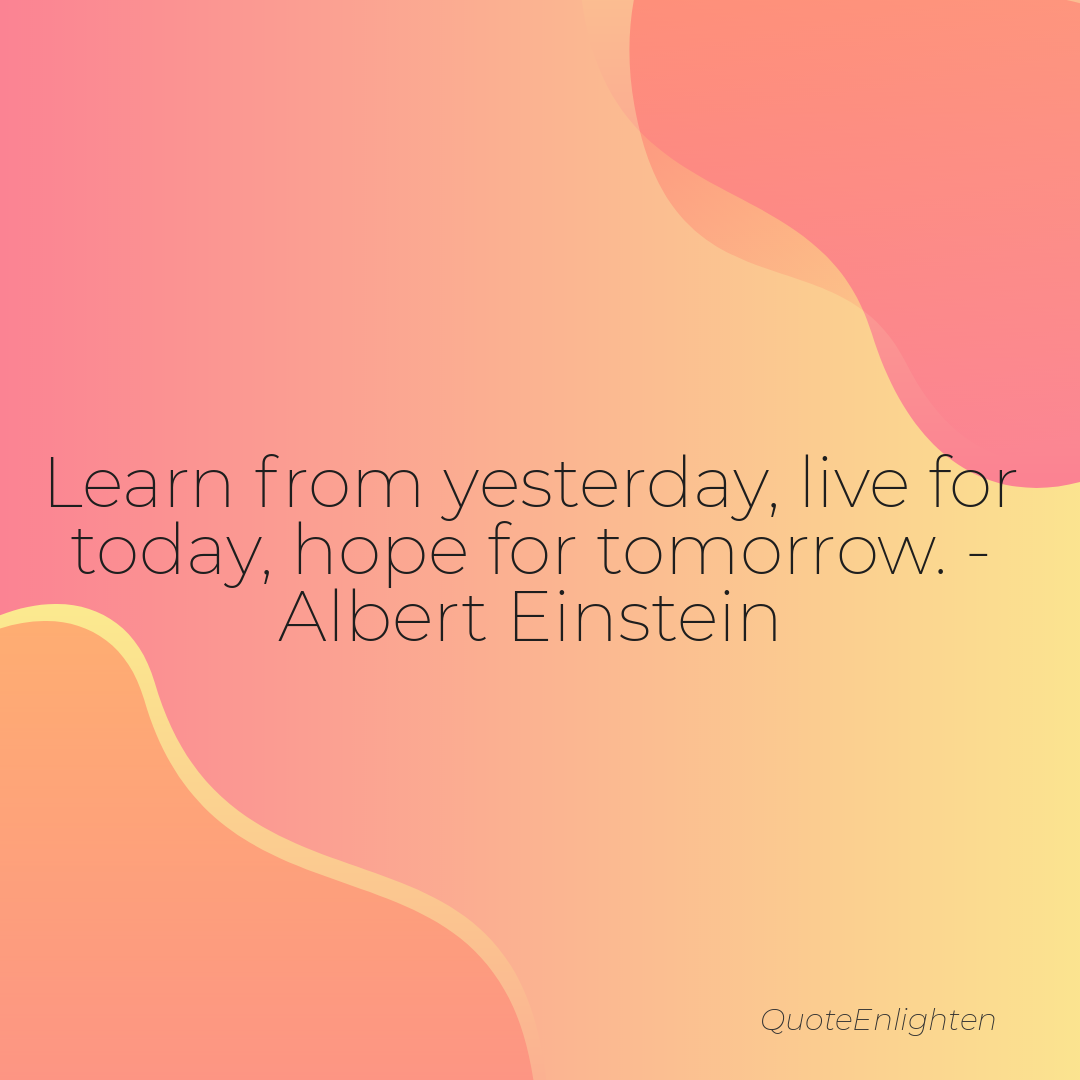 Learn from yesterday, live for
today, hope for tomorrow. -
Albert Einstein
QuoteEnlighten